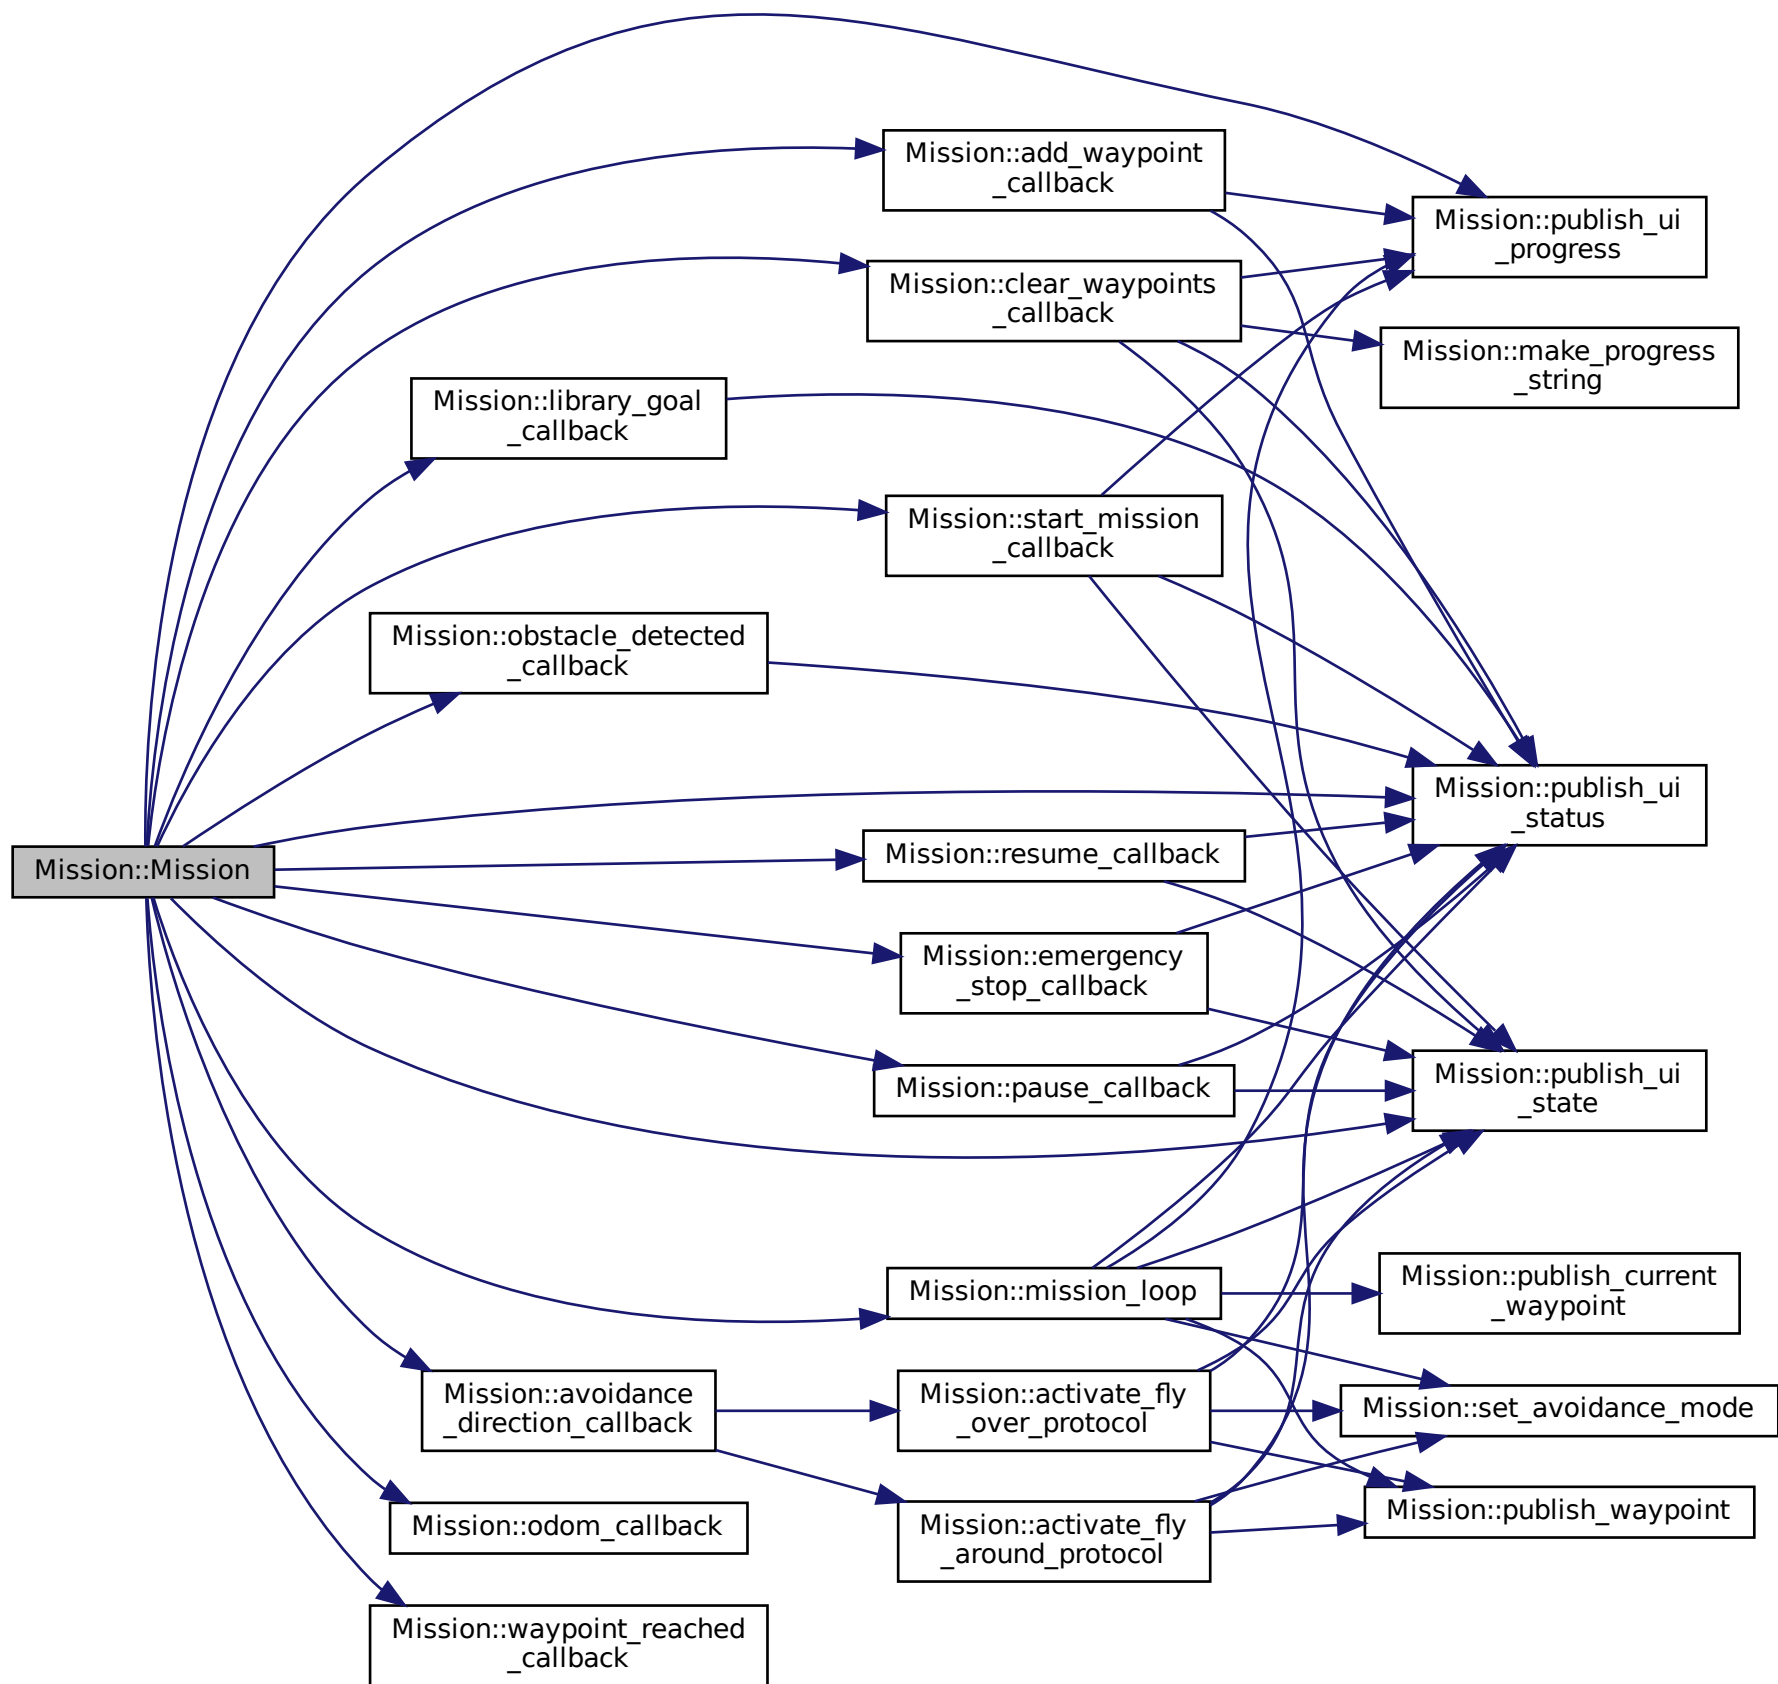 Mission::add_waypoint
_callback
Mission::publish_ui
_progress
Mission::clear_waypoints
_callback
Mission::make_progress
_string
Mission::library_goal
_callback
Mission::start_mission
_callback
Mission::obstacle_detected
_callback
Mission::publish_ui
_status
Mission::resume_callback
Mission::Mission
Mission::emergency
_stop_callback
Mission::pause_callback
Mission::publish_ui
_state
Mission::mission_loop
Mission::publish_current
_waypoint
Mission::avoidance
_direction_callback
Mission::activate_fly
_over_protocol
Mission::set_avoidance_mode
Mission::odom_callback
Mission::activate_fly
_around_protocol
Mission::publish_waypoint
Mission::waypoint_reached
_callback